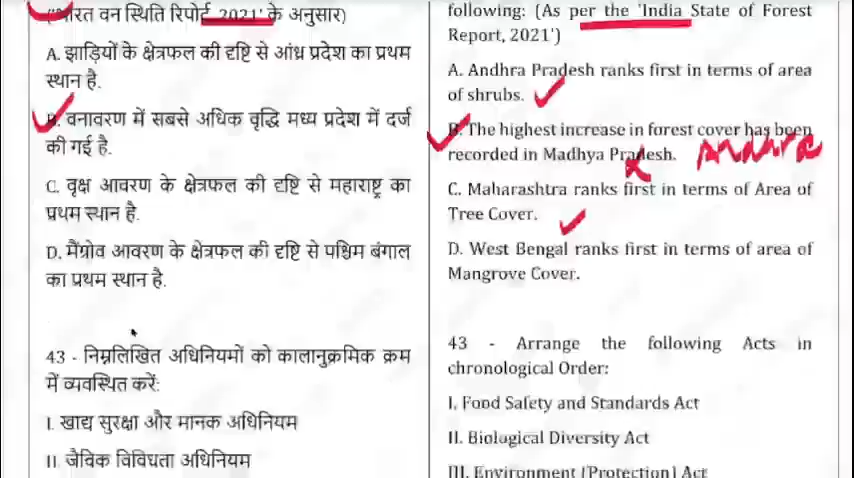 ('भारत वन स्थिति रिपोर्ट, 2021' के अनुसार)
A. झाड़ियों के क्षेत्रफल की दृष्टि से आंध्र प्रदेश का प्रथम
स्थान है.
B. वनावरण में सबसे अधिक वृद्धि मध्य प्रदेश में दर्ज
की गई है.
C. वृक्ष आवरण के क्षेत्रफल की दृष्टि से महाराष्ट्र का
प्रथम स्थान है.
D. मैंग्रोव आवरण के क्षेत्रफल की दृष्टि से पश्चिम बंगाल
का प्रथम स्थान है.
43 - निम्नलिखित अधिनियमों को कालानुक्रमिक क्रम
में व्यवस्थित करें:
I. खाद्य सुरक्षा और मानक अधिनियम
II. जैविक विविधता अधिनियम
following: (As per the 'India State of Forest
Report, 2021')
A. Andhra Pradesh ranks first in terms of area
of shrubs.
B. The highest increase in forest cover has been
recorded in Madhya Pradesh. Andhra
C. Maharashtra ranks first in terms of Area of
Tree Cover.
D. West Bengal ranks first in terms of area of
Mangrove Cover.
43 - Arrange the following Acts in
chronological Order:
I. Food Safety and Standards Act
II. Biological Diversity Act
III. Environment (Protection) Act